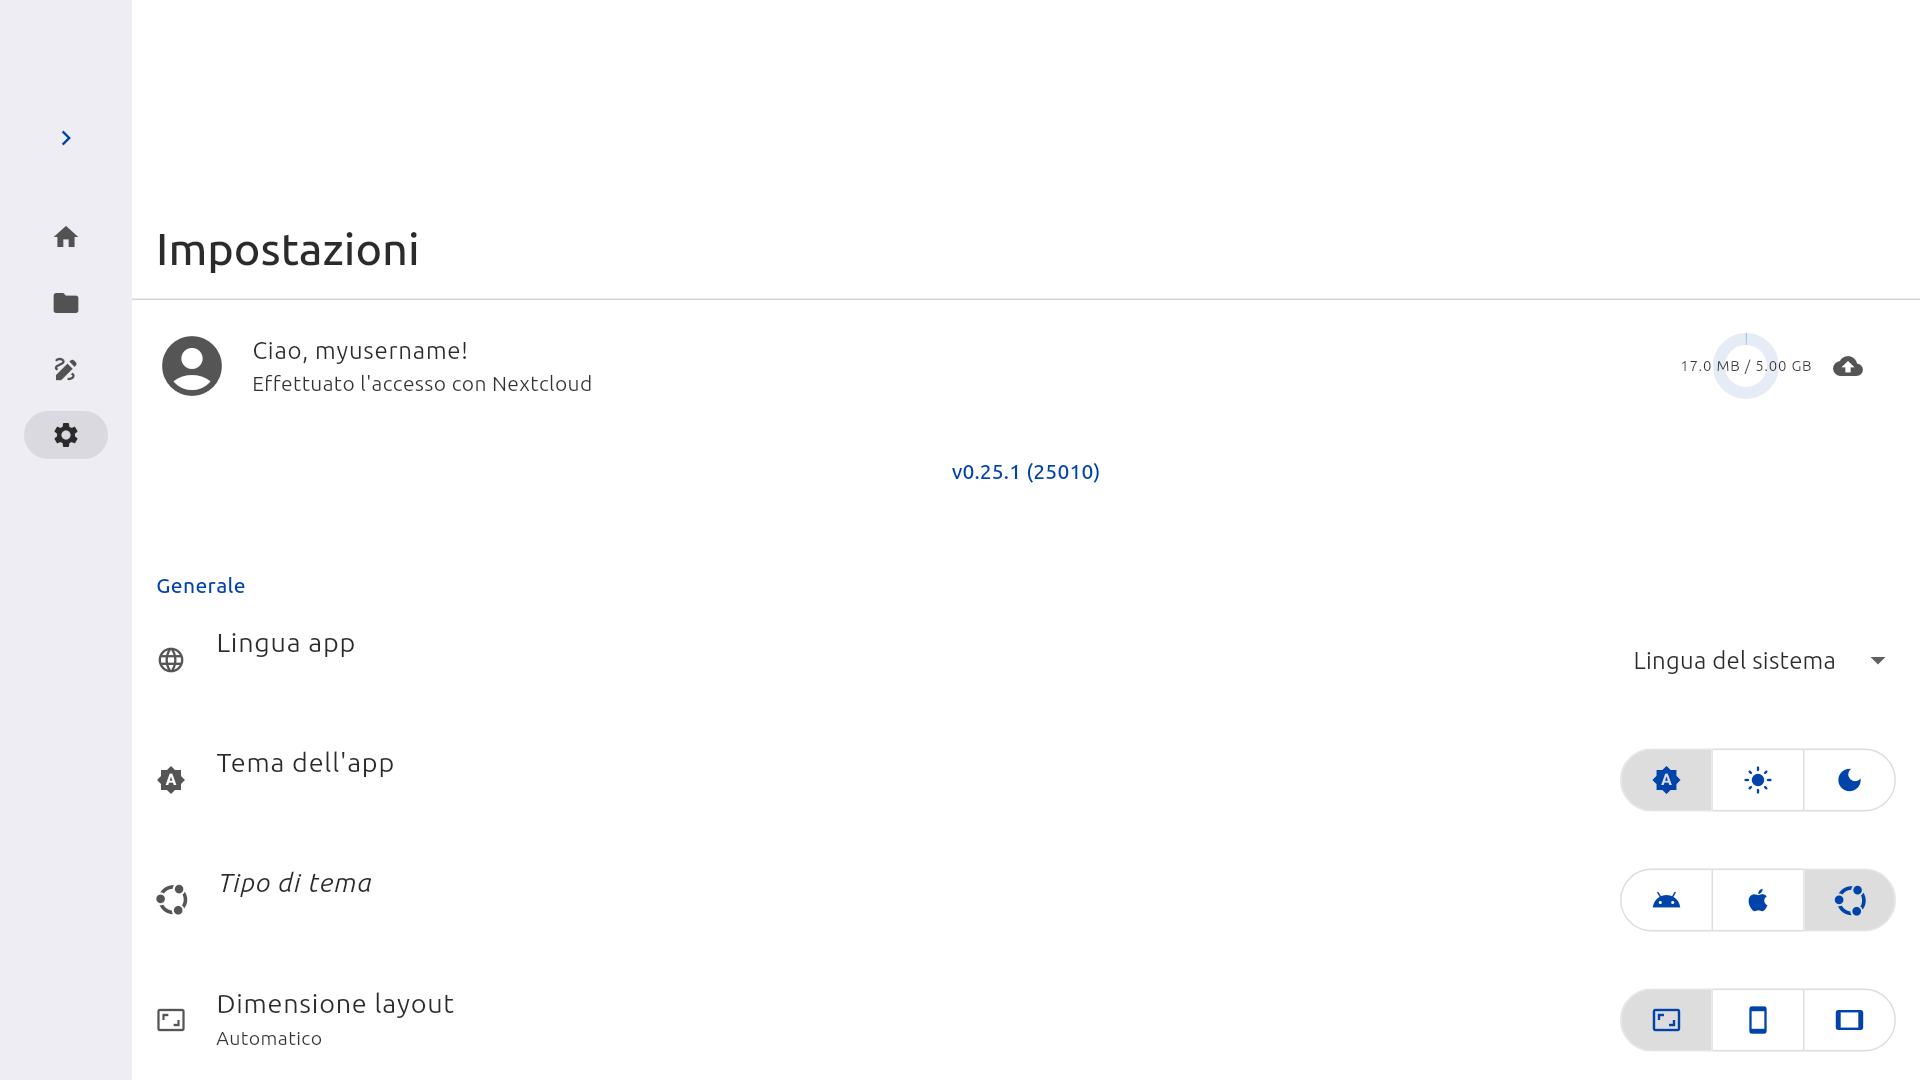 Impostazioni
Ciao, myusername!
Effettuato l'accesso con Nextcloud
17.0 MB / 5.00 GB
v0.25.1 (25010)
Generale
Lingua app
Lingua del sistema
Tema dell'app
Tipo di tema
Dimensione layout
Automatico